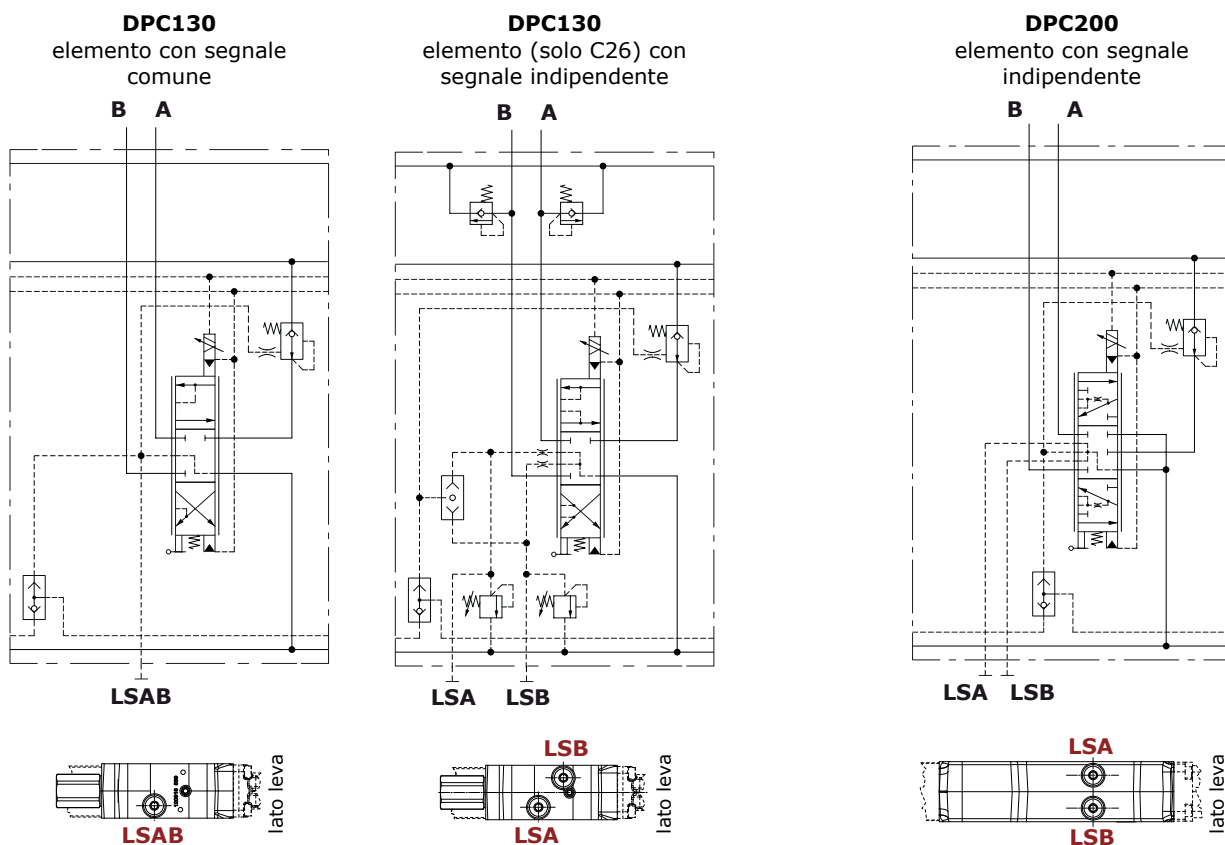 DPC130
elemento con segnale
comune
B A
LSAB
LSAB
lato leva
DPC130
elemento (solo C26) con
segnale indipendente
B A
LSA LSB
LSB
LSA
lato leva
DPC200
elemento con segnale
indipendente
B A
LSA LSB
LSA
LSB
lato leva